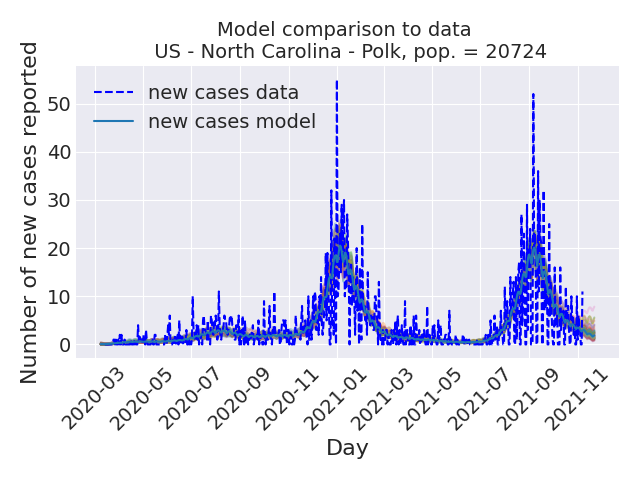 Model comparison to data
US - North Carolina - Polk, pop. = 20724
new cases data
new cases model
Number of new cases reported
50
40
30
20
10
0
2020-03
2020-05
2020-07
2020-09
2020-11
2021-01
2021-03
2021-05
2021-07
2021-09
2021-11
Day